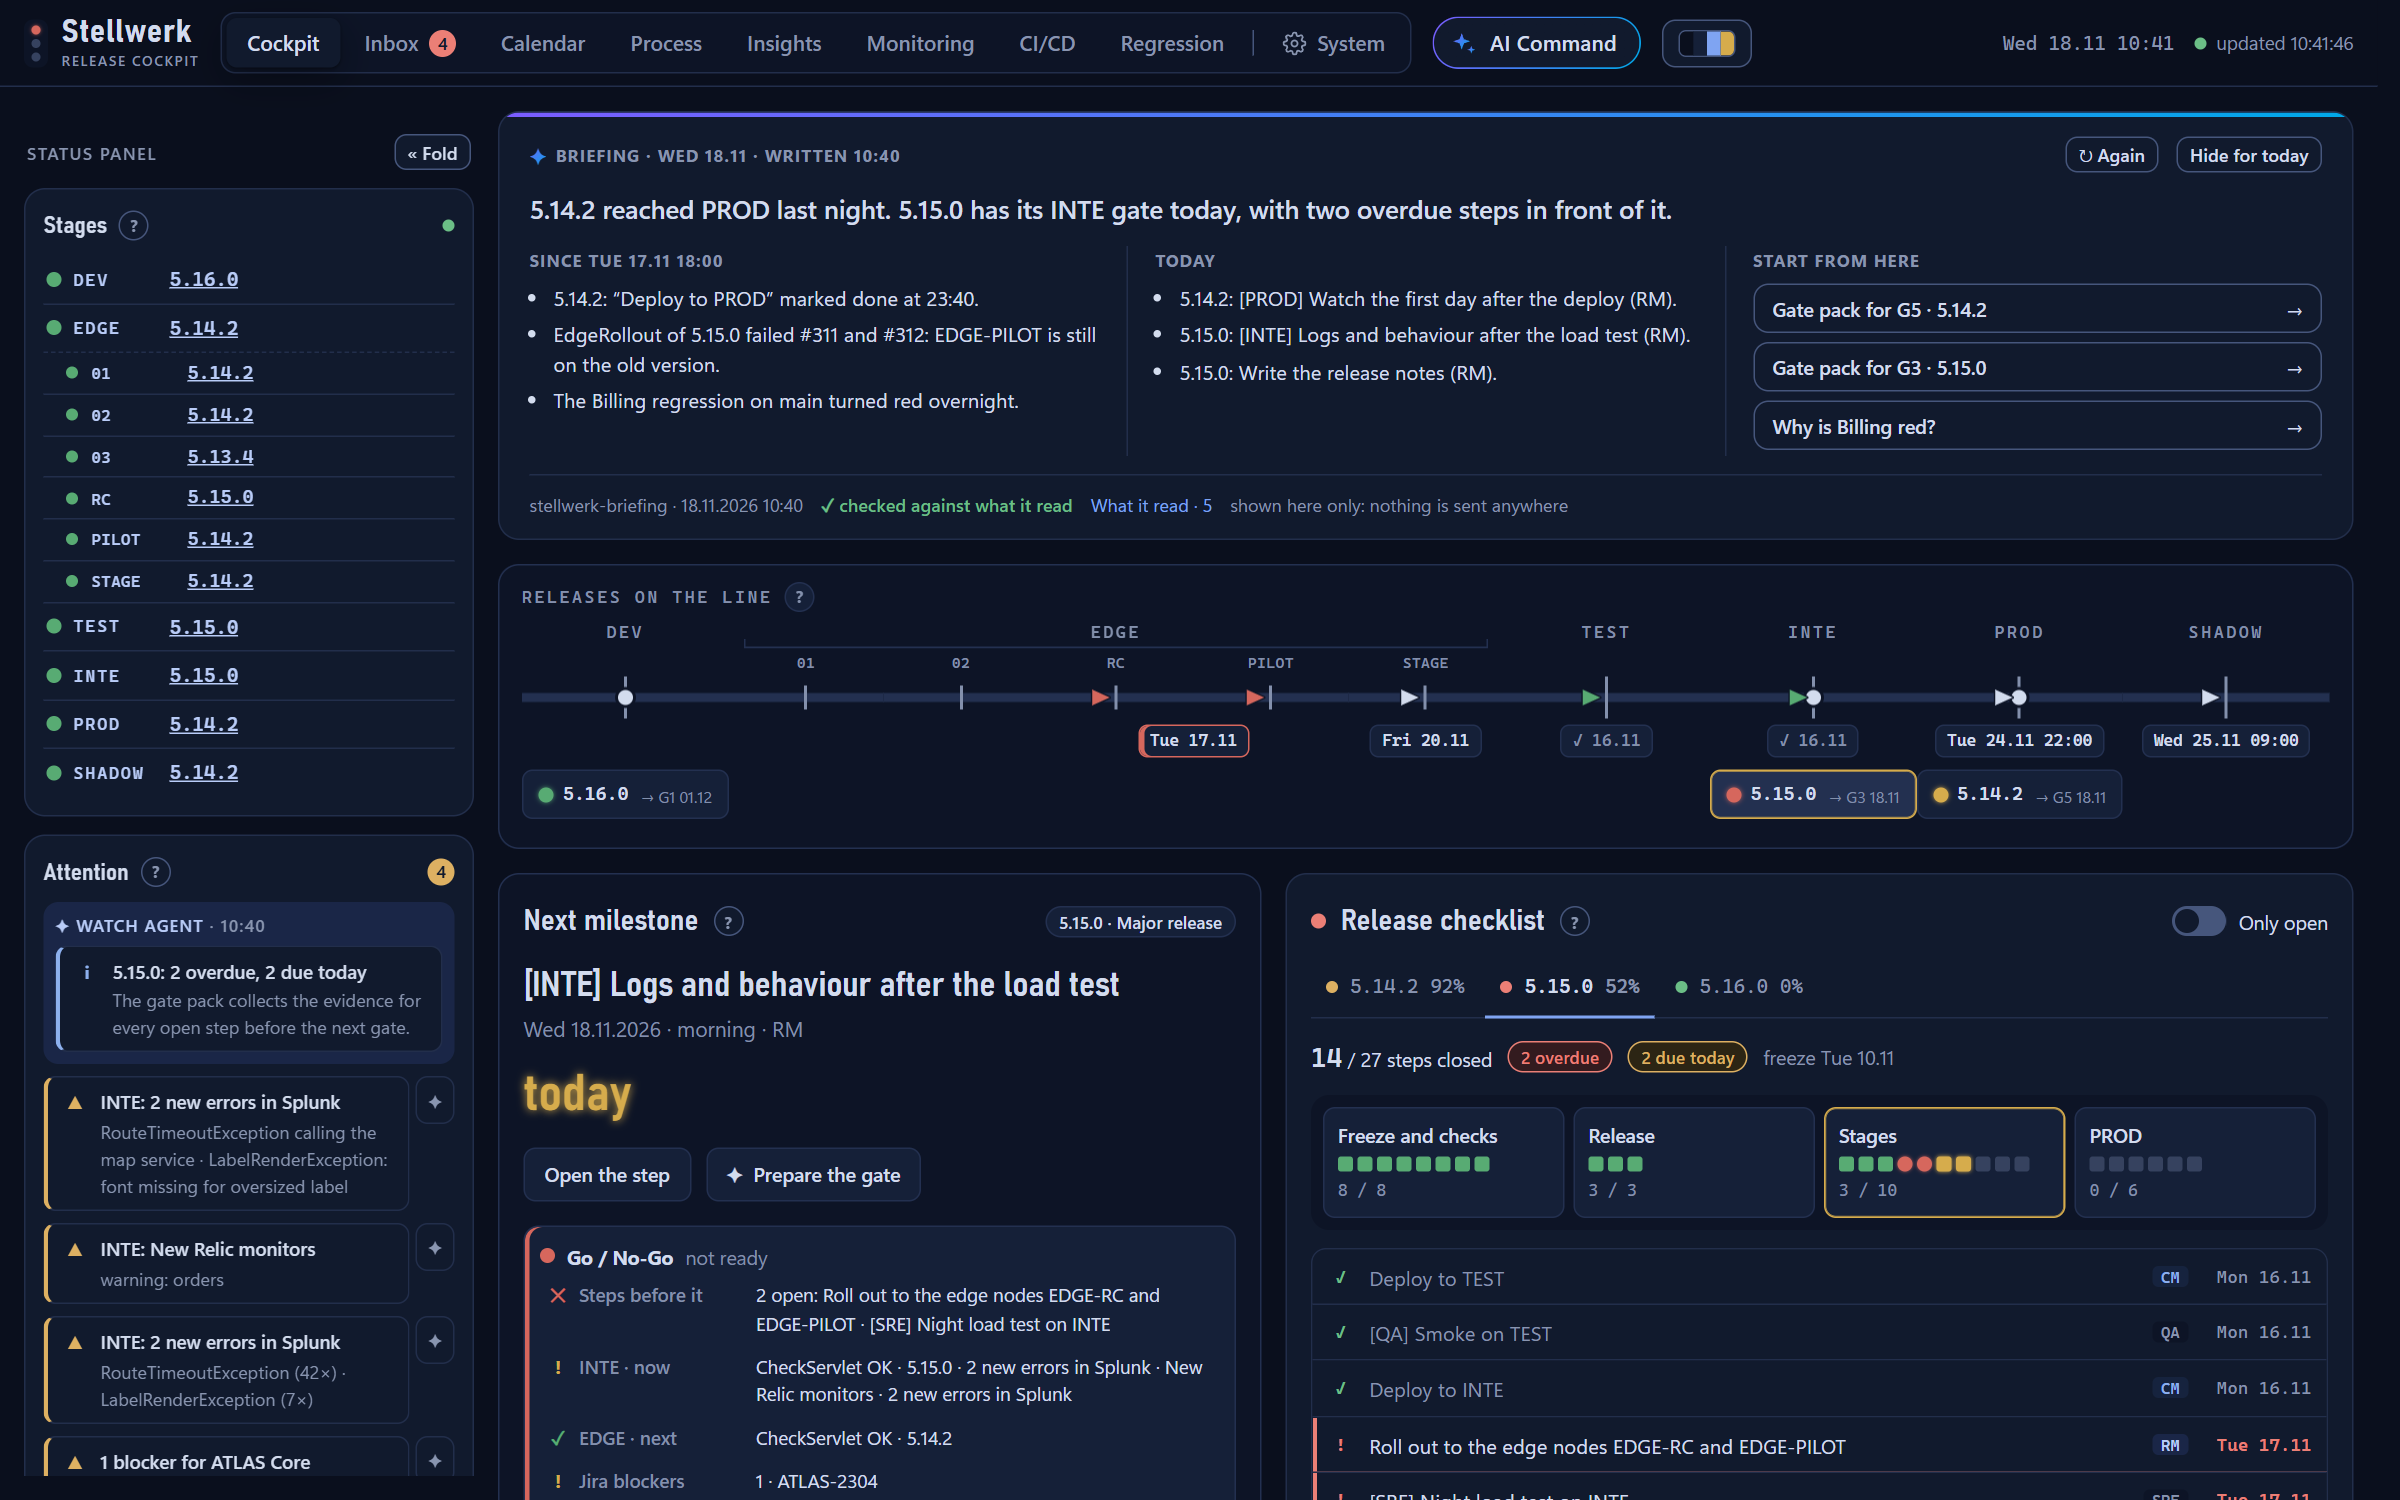 Stellwerk
RELEASE COCKPIT
Cockpit
Inbox 4
Calendar
Process
Insights
Monitoring
CI/CD
Regression
System
AI Command
Wed 18.11 10:41
updated 10:41:46
STATUS PANEL
« Fold
Stages ?
DEV 5.16.0
EDGE 5.14.2
01 5.14.2
02 5.14.2
03 5.13.4
RC 5.15.0
PILOT 5.14.2
STAGE 5.14.2
TEST 5.15.0
INTE 5.15.0
PROD 5.14.2
SHADOW 5.14.2
Attention ? 4
WATCH AGENT · 10:40
i 5.15.0: 2 overdue, 2 due today
The gate pack collects the evidence for
every open step before the next gate.
INTE: 2 new errors in Splunk
RouteTimeoutException calling the
map service · LabelRenderException:
font missing for oversized label
INTE: New Relic monitors
warning: orders
INTE: 2 new errors in Splunk
RouteTimeoutException (42×) ·
LabelRenderException (7×)
1 blocker for ATLAS Core
BRIEFING · WED 18.11 · WRITTEN 10:40
↻ Again
Hide for today
5.14.2 reached PROD last night. 5.15.0 has its INTE gate today, with two overdue steps in front of it.
SINCE TUE 17.11 18:00
• 5.14.2: “Deploy to PROD” marked done at 23:40.
• EdgeRollout of 5.15.0 failed #311 and #312: EDGE-PILOT is still
on the old version.
• The Billing regression on main turned red overnight.
TODAY
• 5.14.2: [PROD] Watch the first day after the deploy (RM).
• 5.15.0: [INTE] Logs and behaviour after the load test (RM).
• 5.15.0: Write the release notes (RM).
START FROM HERE
Gate pack for G5 · 5.14.2 →
Gate pack for G3 · 5.15.0 →
Why is Billing red? →
stellwerk-briefing · 18.11.2026 10:40 ✓ checked against what it read What it read · 5 shown here only: nothing is sent anywhere
RELEASES ON THE LINE ?
DEV EDGE TEST INTE PROD SHADOW
01 02 RC PILOT STAGE
Tue 17.11 Fri 20.11 ✓ 16.11 ✓ 16.11 Tue 24.11 22:00 Wed 25.11 09:00
5.16.0 → G1 01.12
5.15.0 → G3 18.11
5.14.2 → G5 18.11
Next milestone ?
5.15.0 · Major release
[INTE] Logs and behaviour after the load test
Wed 18.11.2026 · morning · RM
today
Open the step
Prepare the gate
Go / No-Go not ready
✕ Steps before it 2 open: Roll out to the edge nodes EDGE-RC and
EDGE-PILOT · [SRE] Night load test on INTE
! INTE · now CheckServlet OK · 5.15.0 · 2 new errors in Splunk · New
Relic monitors · 2 new errors in Splunk
✓ EDGE · next CheckServlet OK · 5.14.2
! Jira blockers 1 · ATLAS-2304
Release checklist ?
Only open
5.14.2 92%
5.15.0 52%
5.16.0 0%
14 / 27 steps closed 2 overdue 2 due today freeze Tue 10.11
Freeze and checks
8 / 8
Release
3 / 3
Stages
3 / 10
PROD
0 / 6
✓ Deploy to TEST CM Mon 16.11
✓ [QA] Smoke on TEST QA Mon 16.11
✓ Deploy to INTE CM Mon 16.11
! Roll out to the edge nodes EDGE-RC and EDGE-PILOT RM Tue 17.11
! [SRE] Night load test on INTE SRE Tue 17.11